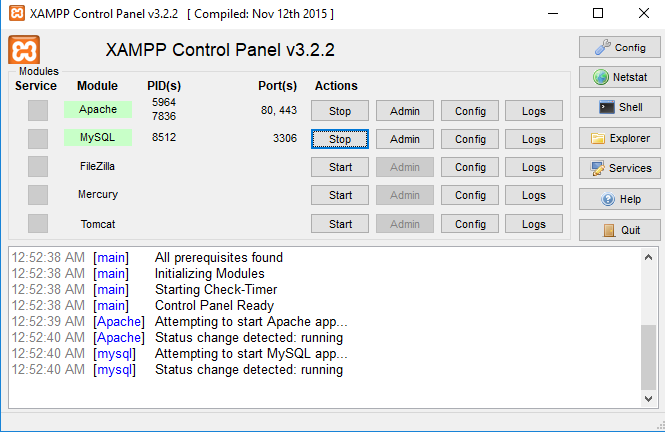 XAMPP Control Panel v3.2.2 [ Compiled: Nov 12th 2015 ]
XAMPP Control Panel v3.2.2
Config
Modules
Service Module PID(s) Port(s) Actions
Netstat
Apache 5964 7836 80, 443 Stop Admin Config Logs
Shell
MySQL 8512 3306 Stop Admin Config Logs
Explorer
FileZilla Start Admin Config Logs
Services
Mercury Start Admin Config Logs
Help
Tomcat Start Admin Config Logs
Quit
12:52:38 AM [main] All prerequisites found
12:52:38 AM [main] Initializing Modules
12:52:38 AM [main] Starting Check-Timer
12:52:38 AM [main] Control Panel Ready
12:52:39 AM [Apache] Attempting to start Apache app...
12:52:40 AM [Apache] Status change detected: running
12:52:40 AM [mysql] Attempting to start MySQL app...
12:52:40 AM [mysql] Status change detected: running